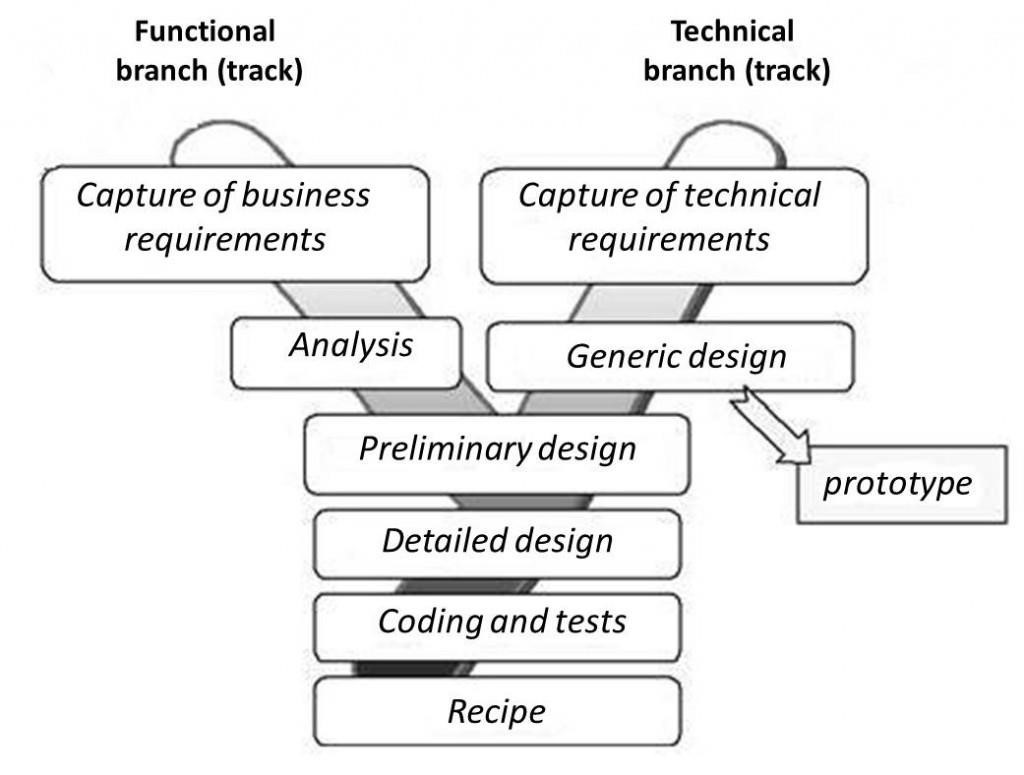 Functional
branch (track)
Technical
branch (track)
Capture of business
requirements
Capture of technical
requirements
Analysis
Generic design
Preliminary design
prototype
Detailed design
Coding and tests
Recipe